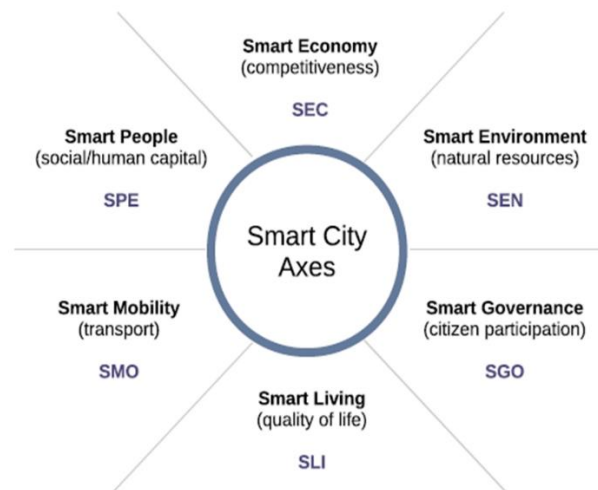 Smart Economy
(competitiveness)
SEC
Smart People
(social/human capital)
SPE
Smart Environment
(natural resources)
SEN
Smart City
Axes
Smart Mobility
(transport)
SMO
Smart Governance
(citizen participation)
SGO
Smart Living
(quality of life)
SLI